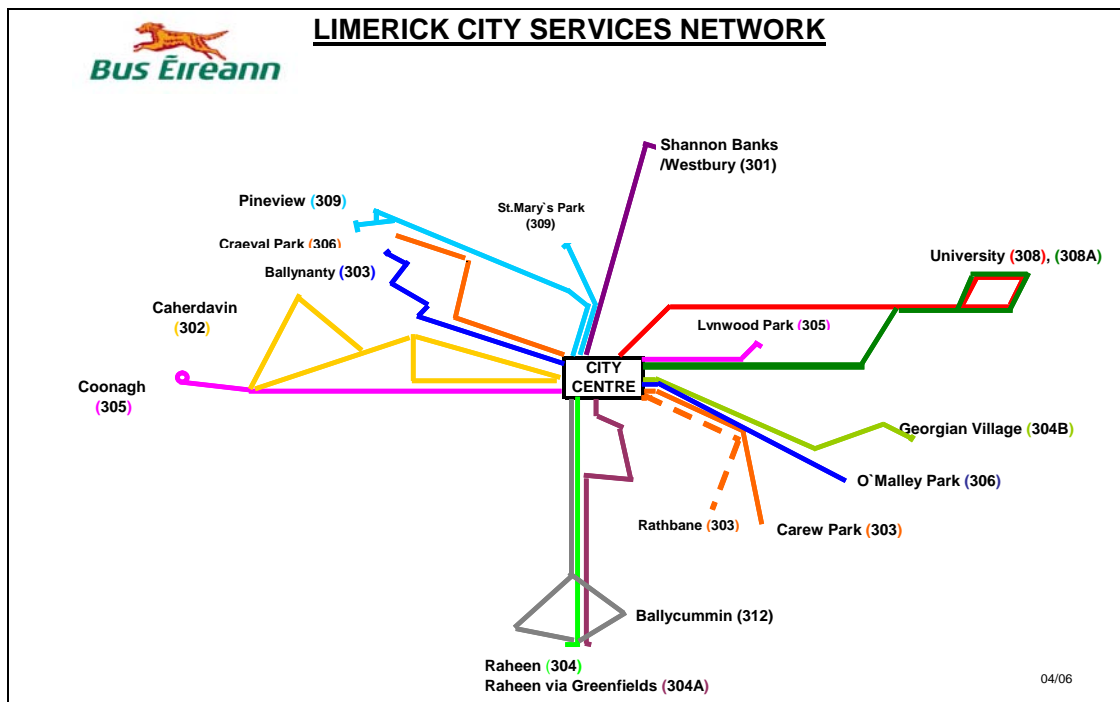 LIMERICK CITY SERVICES NETWORK
Bus Éireann
Shannon Banks
/Westbury (301)
Pineview (309)
St.Mary`s Park
(309)
Craeval Park (306)
Ballynanty (303)
University (308), (308A)
Caherdavin
(302)
Lynwood Park (305)
CITY
CENTRE
Coonagh
(305)
Georgian Village (304B)
O`Malley Park (306)
Rathbane (303)
Carew Park (303)
Ballycummin (312)
Raheen (304)
Raheen via Greenfields (304A)
04/06